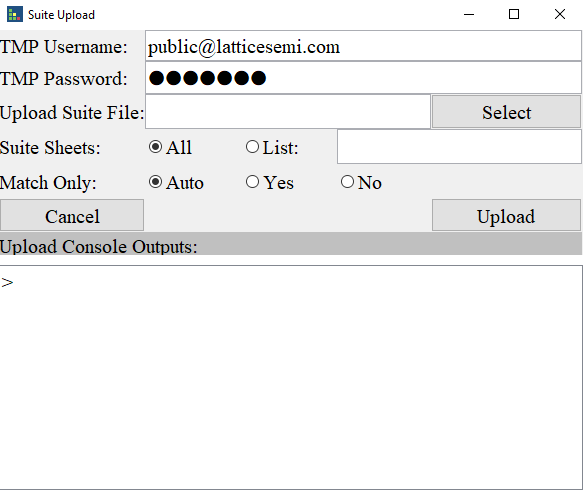 Suite Upload
TMP Username: public@latticesemi.com
TMP Password: ●●●●●●●
Upload Suite File: Select
Suite Sheets: All List:
Match Only: Auto Yes No
Cancel Upload
Upload Console Outputs:
>